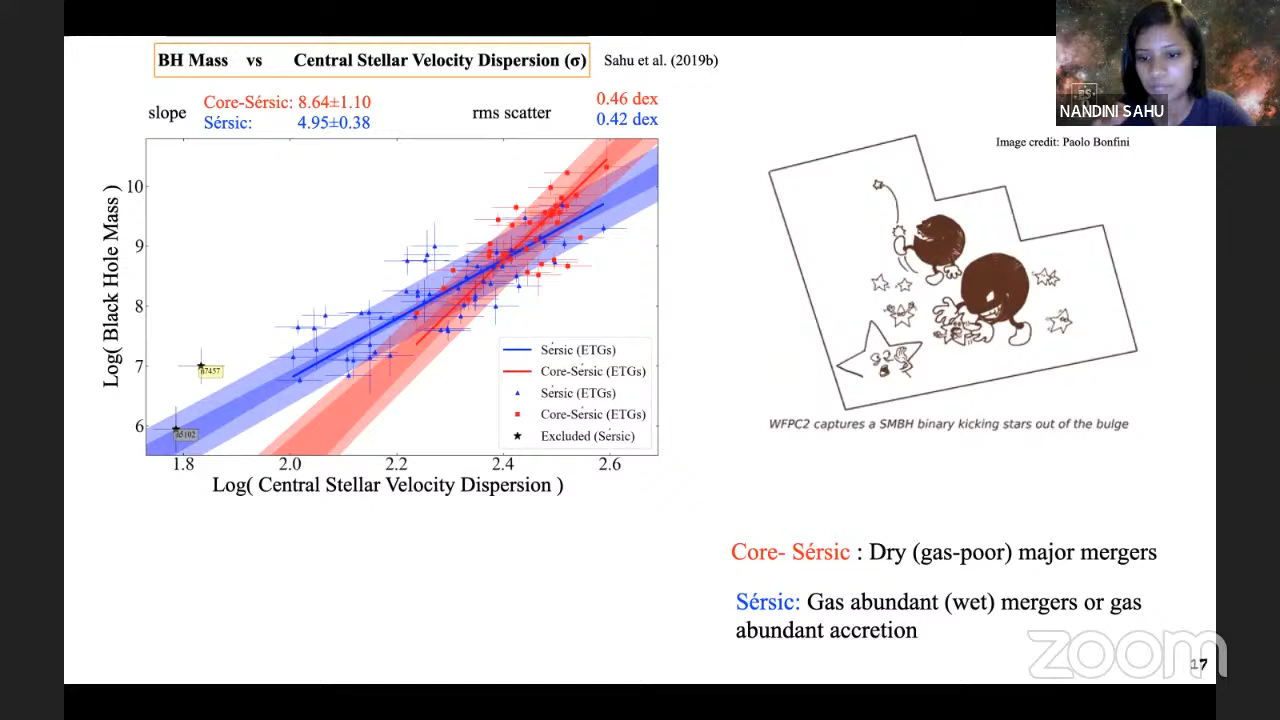 BH Mass vs Central Stellar Velocity Dispersion (σ) Sahu et al. (2019b)
slope Core-Sérsic: 8.64±1.10 rms scatter 0.46 dex
Sérsic: 4.95±0.38 0.42 dex
NANDINI SAHU
Image credit: Paolo Bonfini
Log( Black Hole Mass )
10
9
8
7
6
n7457
n5102
Sérsic (ETGs)
Core-Sérsic (ETGs)
Sérsic (ETGs)
Core-Sérsic (ETGs)
Excluded (Sérsic)
1.8 2.0 2.2 2.4 2.6
Log( Central Stellar Velocity Dispersion )
WFPC2 captures a SMBH binary kicking stars out of the bulge
Core- Sérsic : Dry (gas-poor) major mergers
Sérsic: Gas abundant (wet) mergers or gas
abundant accretion
zoom
17